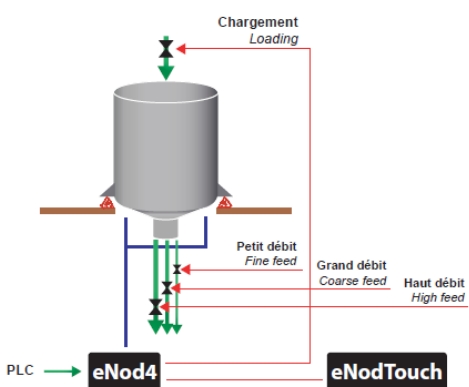 Chargement
Loading
Petit débit
Fine feed
Grand débit
Coarse feed
Haut débit
High feed
PLC
eNod4
eNodTouch